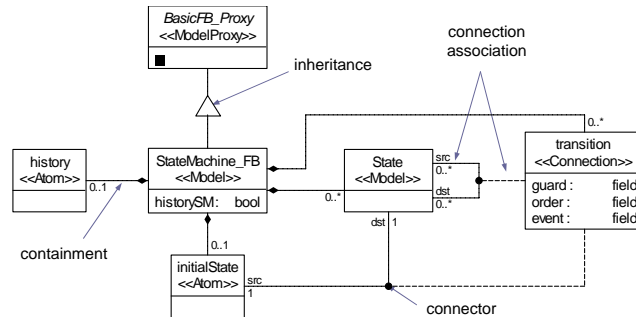 BasicFB_Proxy
<<ModelProxy>>
inheritance
connection
association
history
<<Atom>>
0..1
containment
StateMachine_FB
<<Model>>
historySM: bool
0..*
State
<<Model>>
src
0..*
dst
0..*
0..*
transition
<<Connection>>
guard : field
order : field
event : field
dst 1
0..1
initialState
<<Atom>>
src
1
connector